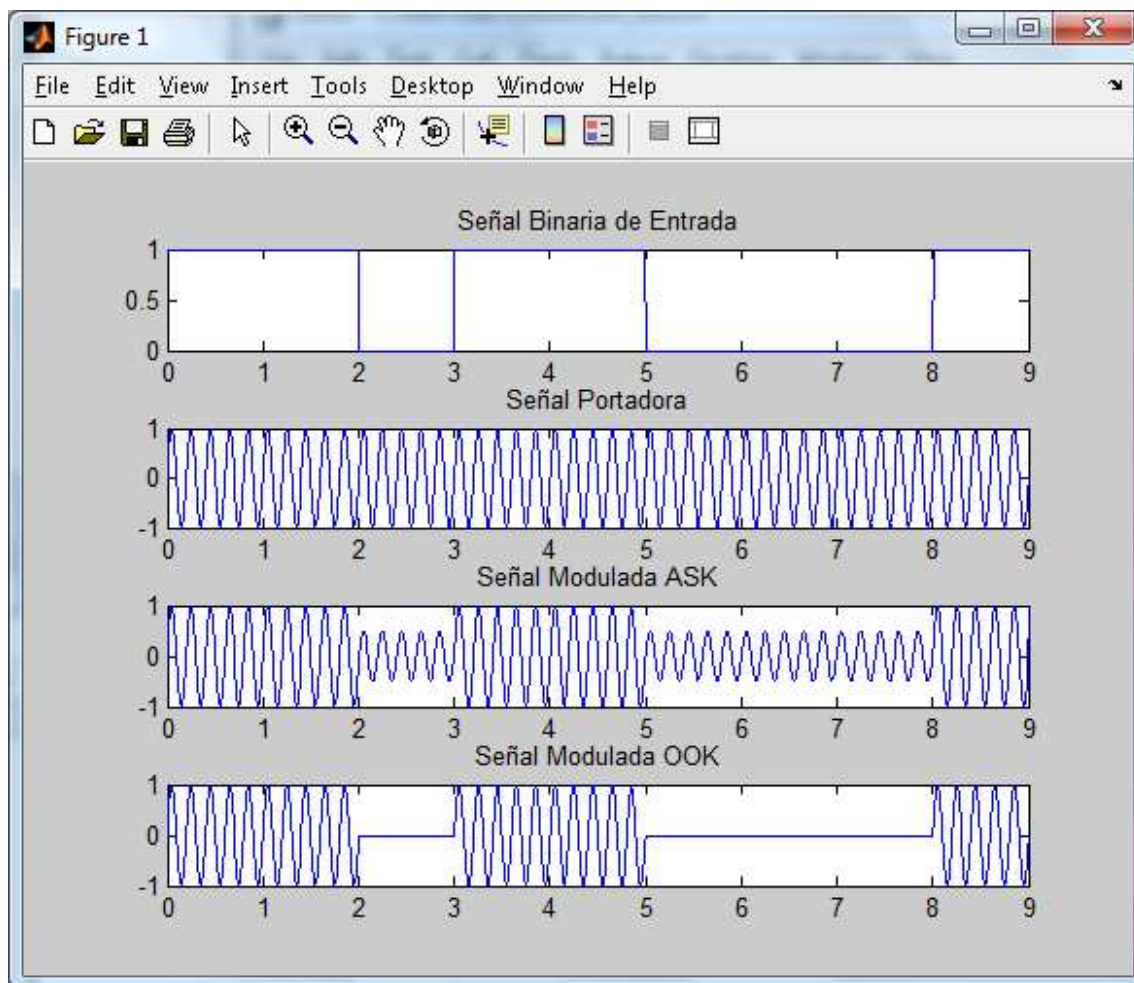 Figure 1
File Edit View Insert Tools Desktop Window Help
Señal Binaria de Entrada
1
0.5
0
0 1 2 3 4 5 6 7 8 9
Señal Portadora
1
0
-1
0 1 2 3 4 5 6 7 8 9
Señal Modulada ASK
1
0
-1
0 1 2 3 4 5 6 7 8 9
Señal Modulada OOK
1
0
-1
0 1 2 3 4 5 6 7 8 9